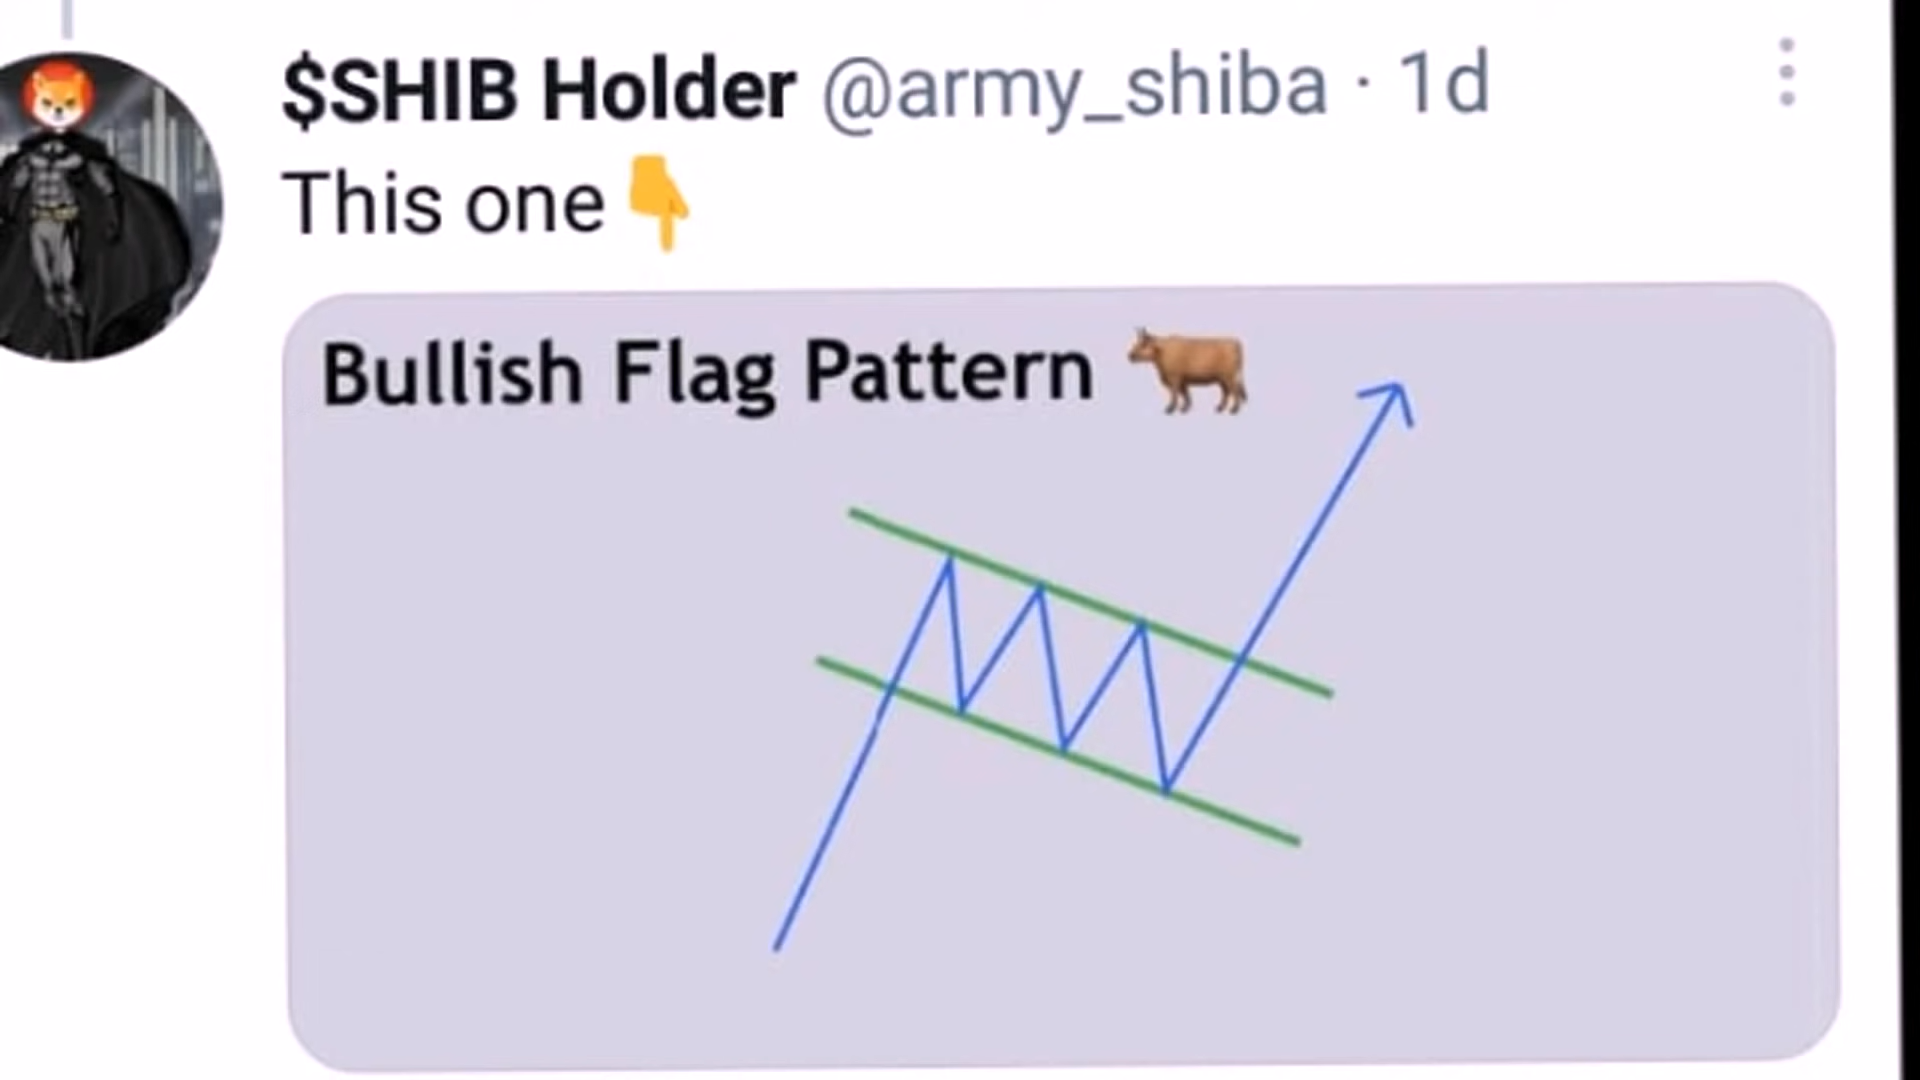 $SHIB Holder @army_shiba · 1d
This one👇
Bullish Flag Pattern 🐂